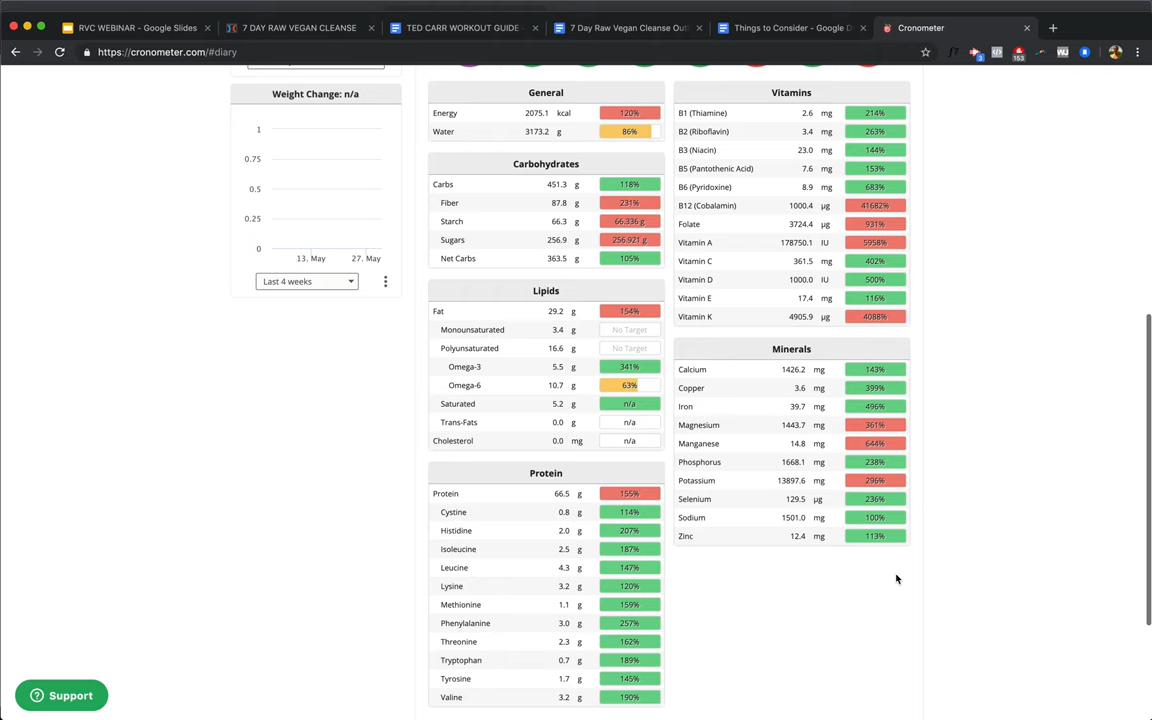 RVC WEBINAR - Google Slides
7 DAY RAW VEGAN CLEANSE
TED CARR WORKOUT GUIDE -
7 Day Raw Vegan Cleanse Out
Things to Consider - Google D
Cronometer
https://cronometer.com/#diary
3
153
Weight Change: n/a
1
0.75
0.5
0.25
0
13. May 27. May
Last 4 weeks
General
Energy 2075.1 kcal 120%
Water 3173.2 g 86%
Carbohydrates
Carbs 451.3 g 118%
Fiber 87.8 g 231%
Starch 66.3 g 66.336 g
Sugars 256.9 g 256.921 g
Net Carbs 363.5 g 105%
Lipids
Fat 29.2 g 154%
Monounsaturated 3.4 g No Target
Polyunsaturated 16.6 g No Target
Omega-3 5.5 g 341%
Omega-6 10.7 g 63%
Saturated 5.2 g n/a
Trans-Fats 0.0 g n/a
Cholesterol 0.0 mg n/a
Protein
Protein 66.5 g 155%
Cystine 0.8 g 114%
Histidine 2.0 g 207%
Isoleucine 2.5 g 187%
Leucine 4.3 g 147%
Lysine 3.2 g 120%
Methionine 1.1 g 159%
Phenylalanine 3.0 g 257%
Threonine 2.3 g 162%
Tryptophan 0.7 g 189%
Tyrosine 1.7 g 145%
Valine 3.2 g 190%
Vitamins
B1 (Thiamine) 2.6 mg 214%
B2 (Riboflavin) 3.4 mg 263%
B3 (Niacin) 23.0 mg 144%
B5 (Pantothenic Acid) 7.6 mg 153%
B6 (Pyridoxine) 8.9 mg 683%
B12 (Cobalamin) 1000.4 µg 41682%
Folate 3724.4 µg 931%
Vitamin A 178750.1 IU 5958%
Vitamin C 361.5 mg 402%
Vitamin D 1000.0 IU 500%
Vitamin E 17.4 mg 116%
Vitamin K 4905.9 µg 4088%
Minerals
Calcium 1426.2 mg 143%
Copper 3.6 mg 399%
Iron 39.7 mg 496%
Magnesium 1443.7 mg 361%
Manganese 14.8 mg 644%
Phosphorus 1668.1 mg 238%
Potassium 13897.6 mg 296%
Selenium 129.5 µg 236%
Sodium 1501.0 mg 100%
Zinc 12.4 mg 113%
Support